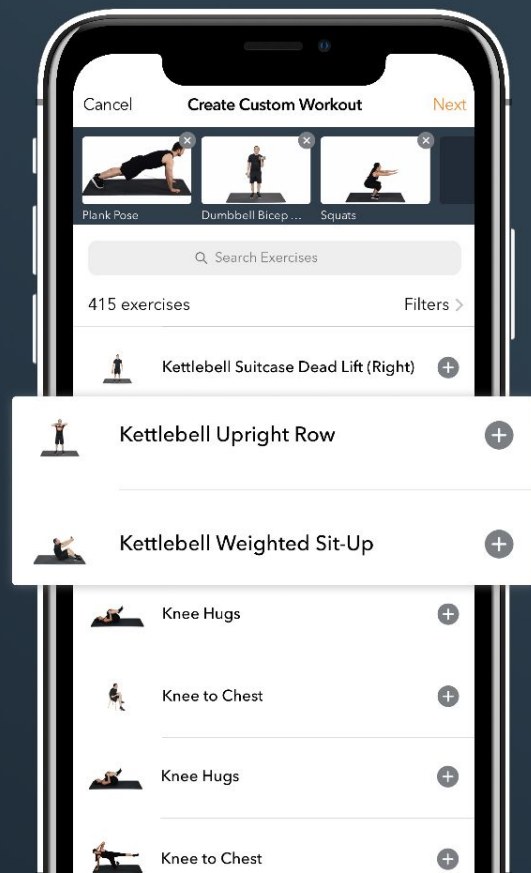 Cancel Create Custom Workout Next
Plank Pose Dumbbell Bicep ... Squats
Search Exercises
415 exercises Filters
Kettlebell Suitcase Dead Lift (Right)
Kettlebell Upright Row
Kettlebell Weighted Sit-Up
Knee Hugs
Knee to Chest
Knee Hugs
Knee to Chest